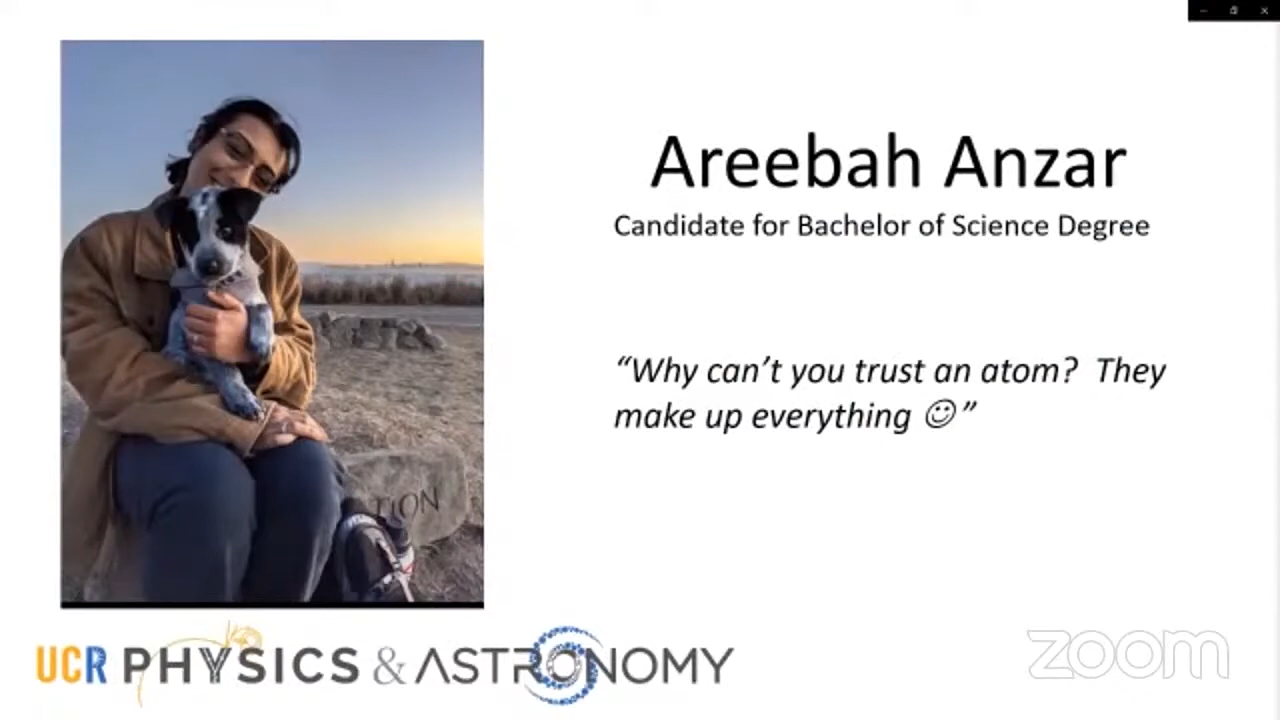 Areebah Anzar
Candidate for Bachelor of Science Degree
“Why can’t you trust an atom?  They
make up everything ☺”
TION
UCR PHYSICS & ASTRONOMY
zoom